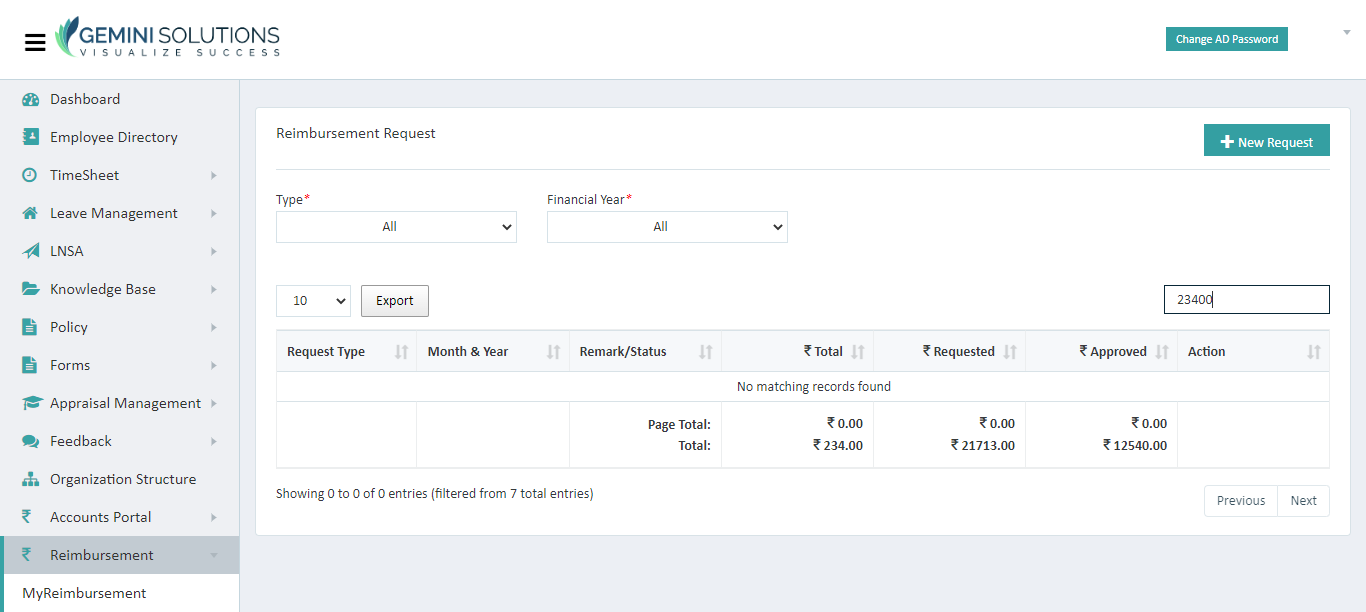 GEMINI SOLUTIONS
VISUALIZE SUCCESS
Change AD Password
Dashboard
Employee Directory
TimeSheet
Leave Management
LNSA
Knowledge Base
Policy
Forms
Appraisal Management
Feedback
Organization Structure
₹ Accounts Portal
₹ Reimbursement
MyReimbursement
Reimbursement Request
New Request
Type* Financial Year*
All All
10 Export 23400
Request Type Month & Year Remark/Status ₹ Total ₹ Requested ₹ Approved Action
No matching records found
Page Total: ₹ 0.00 ₹ 0.00 ₹ 0.00
Total: ₹ 234.00 ₹ 21713.00 ₹ 12540.00
Showing 0 to 0 of 0 entries (filtered from 7 total entries)
Previous Next